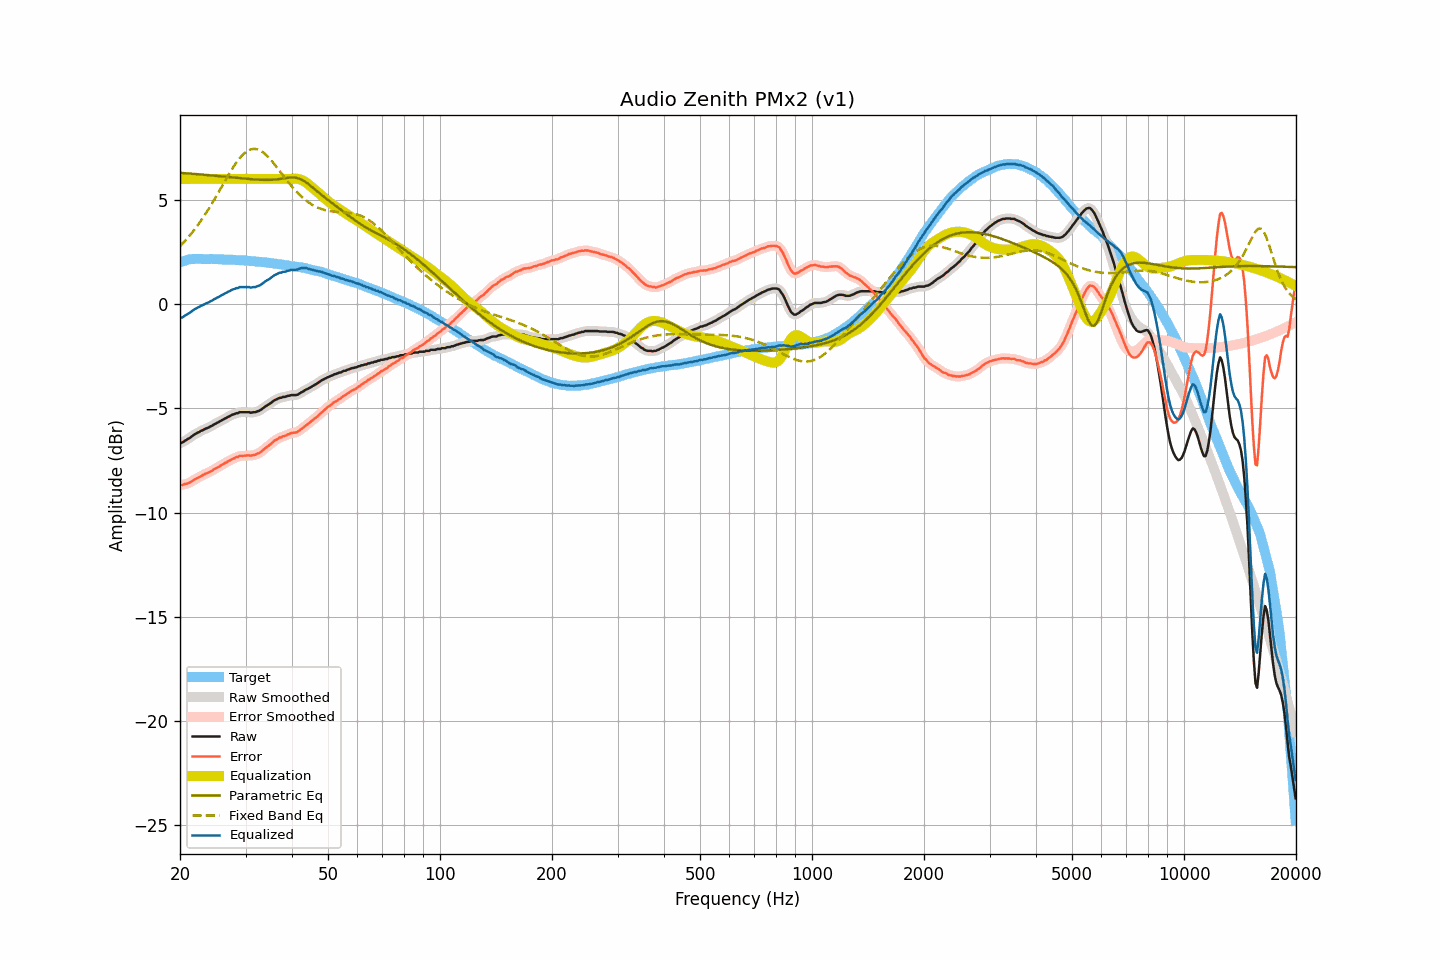 Audio Zenith PMx2 (v1)
Amplitude (dBr)
5
0
−5
−10
−15
−20
−25
Target
Raw Smoothed
Error Smoothed
Raw
Error
Equalization
Parametric Eq
Fixed Band Eq
Equalized
20 50 100 200 500 1000 2000 5000 10000 20000
Frequency (Hz)